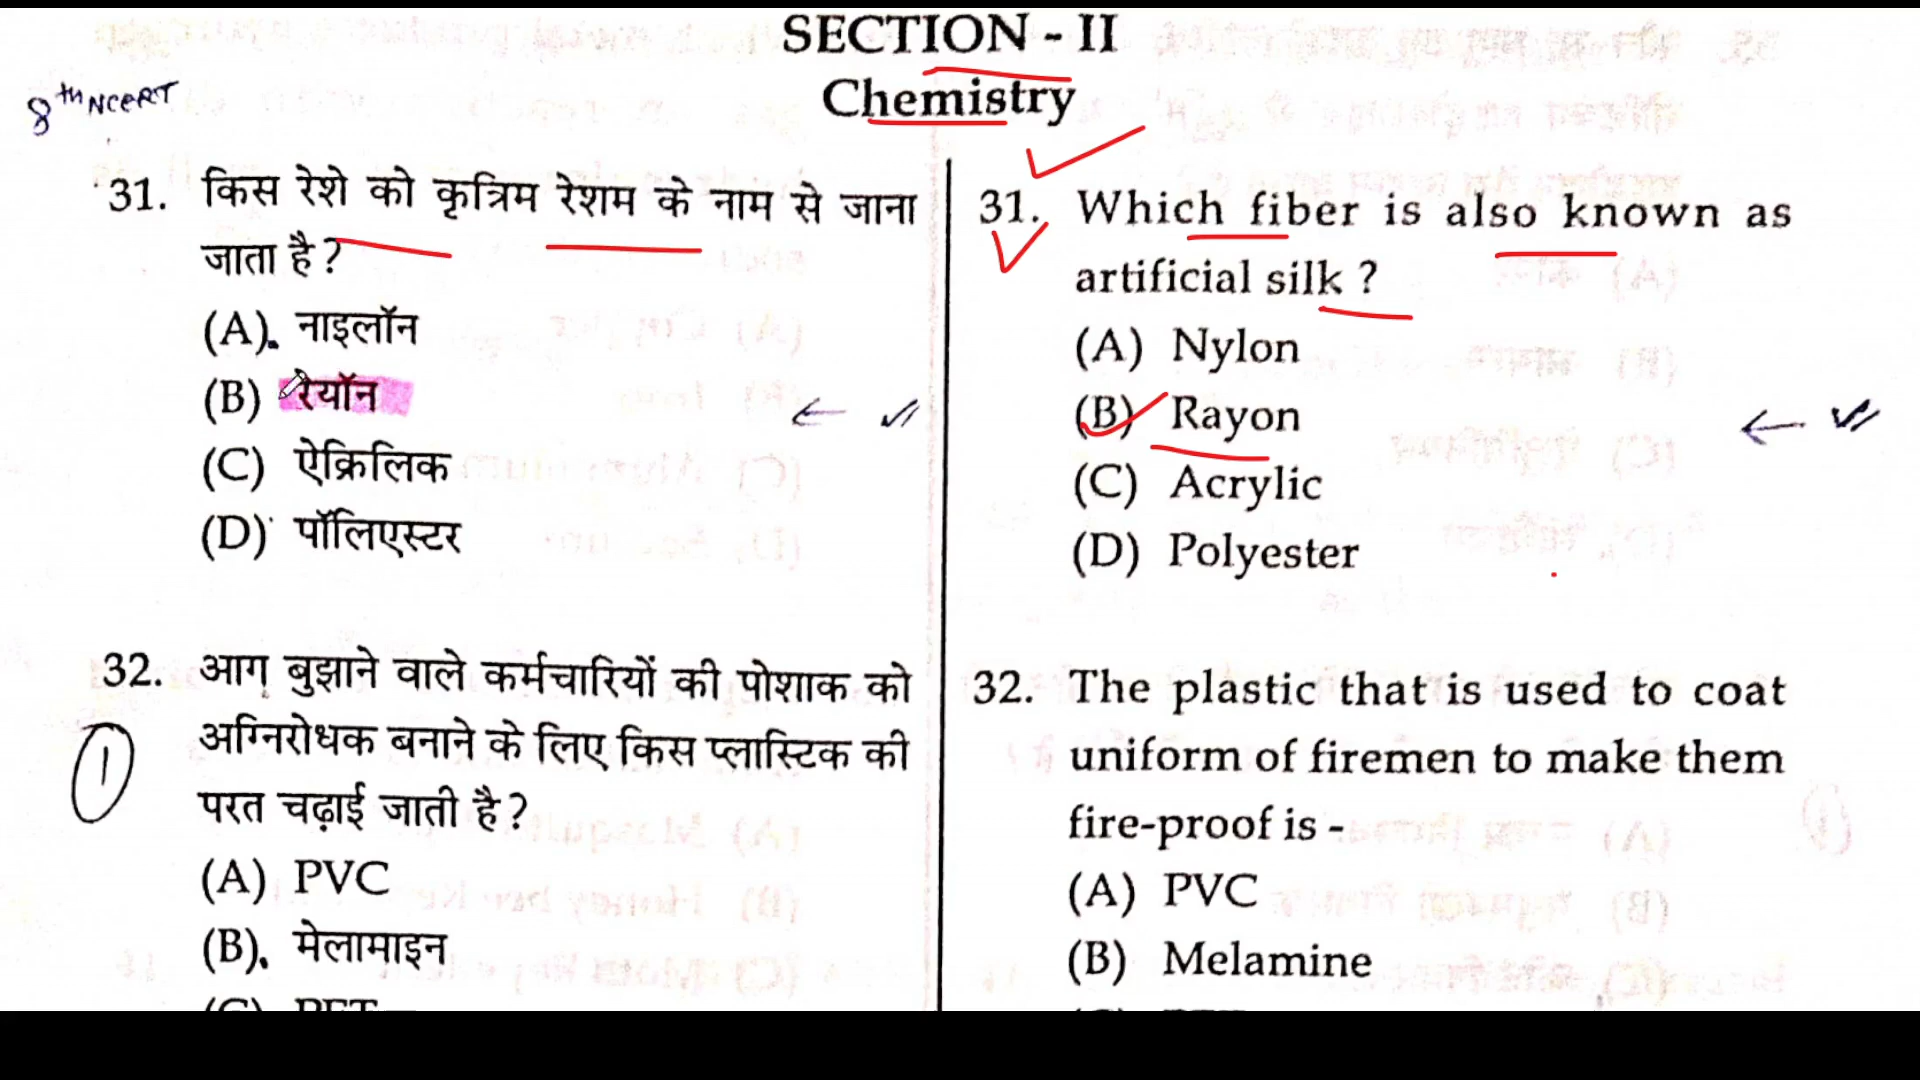 SECTION - II
Chemistry
8th NCERT
31. किस रेशे को कृत्रिम रेशम के नाम से जाना
जाता है?
(A). नाइलॉन
(B) रेयॉन
(C) ऐक्रिलिक
(D) पॉलिएस्टर
32. आग बुझाने वाले कर्मचारियों की पोशाक को
अग्निरोधक बनाने के लिए किस प्लास्टिक की
परत चढ़ाई जाती है?
1
(A) PVC
(B). मेलामाइन
31. Which fiber is also known as
artificial silk ?
(A) Nylon
(B) Rayon
(C) Acrylic
(D) Polyester
32. The plastic that is used to coat
uniform of firemen to make them
fire-proof is -
(A) PVC
(B) Melamine